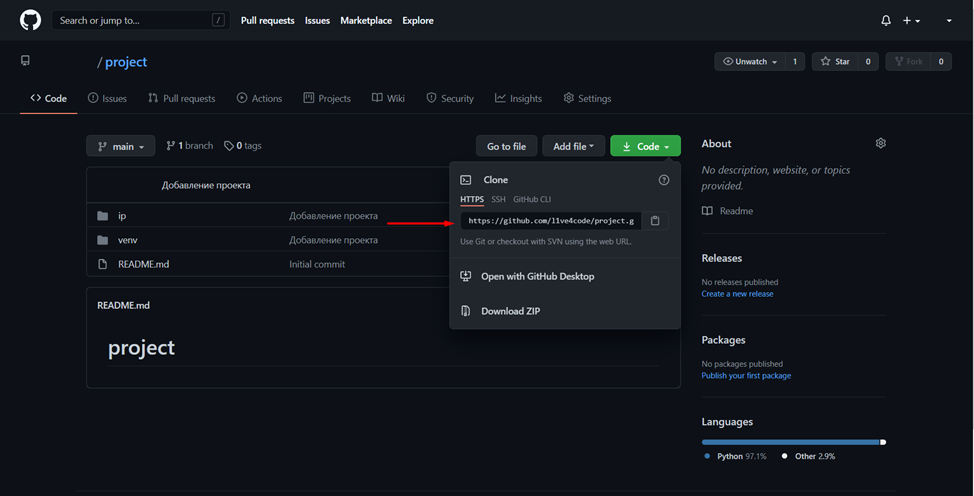 Search or jump to... /
Pull requests Issues Marketplace Explore
/ project
Unwatch 1 Star 0 Fork 0
Code Issues Pull requests Actions Projects Wiki Security Insights Settings
main 1 branch 0 tags Go to file Add file Code
Добавление проекта
ip Добавление проекта
venv Добавление проекта
README.md Initial commit
Clone
HTTPS SSH GitHub CLI
https://github.com/l1ve4code/project.g
Use Git or checkout with SVN using the web URL.
Open with GitHub Desktop
Download ZIP
README.md
project
About
No description, website, or topics
provided.
Readme
Releases
No releases published
Create a new release
Packages
No packages published
Publish your first package
Languages
Python 97.1% Other 2.9%